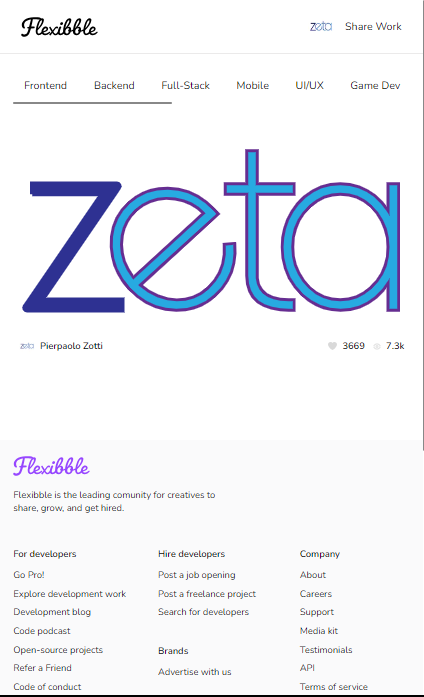 Flexibble
zeta Share Work
Frontend Backend Full-Stack Mobile UI/UX Game Dev
zeta
zeta Pierpaolo Zotti 3669 7.3k
Flexibble
Flexibble is the leading comunity for creatives to
share, grow, and get hired.
For developers
Go Pro!
Explore development work
Development blog
Code podcast
Open-source projects
Refer a Friend
Code of conduct
Hire developers
Post a job opening
Post a freelance project
Search for developers
Brands
Advertise with us
Company
About
Careers
Support
Media kit
Testimonials
API
Terms of service